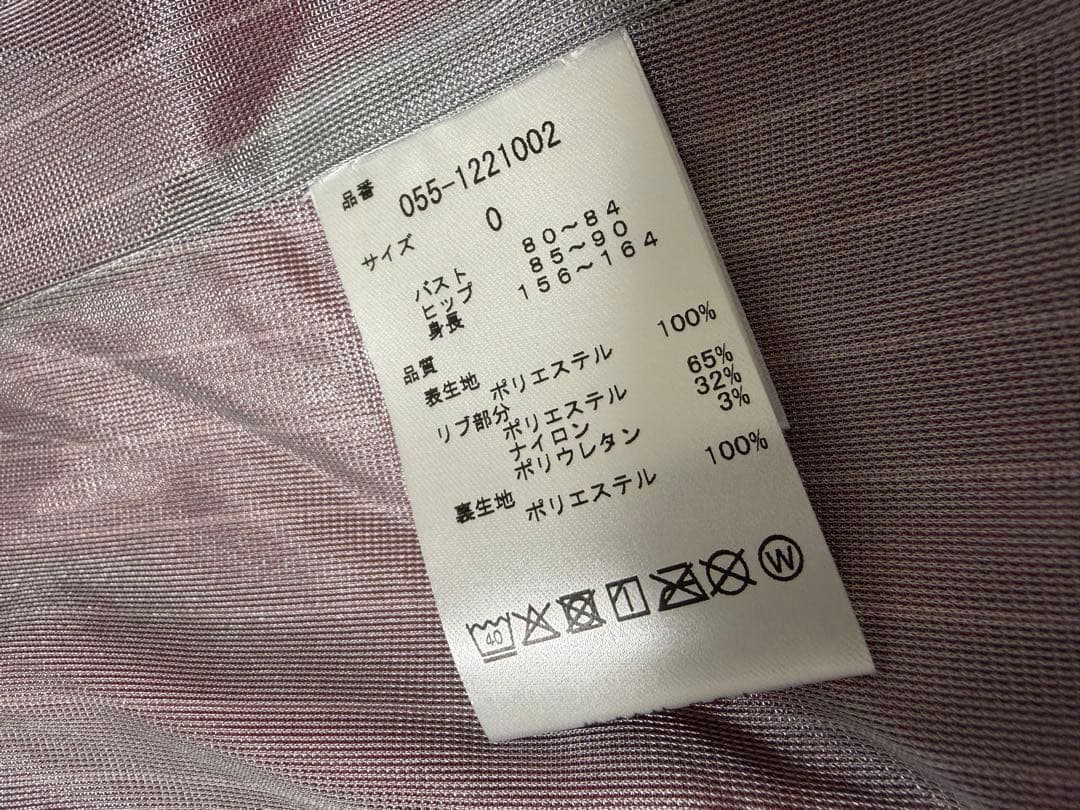 品番 055-1221002
サイズ 0
バスト 80～84
ヒップ 85～90
身長 156～164
品質
表生地 ポリエステル 100%
リブ部分 ポリエステル 65%
ナイロン 32%
ポリウレタン 3%
裏生地 ポリエステル 100%
40 W